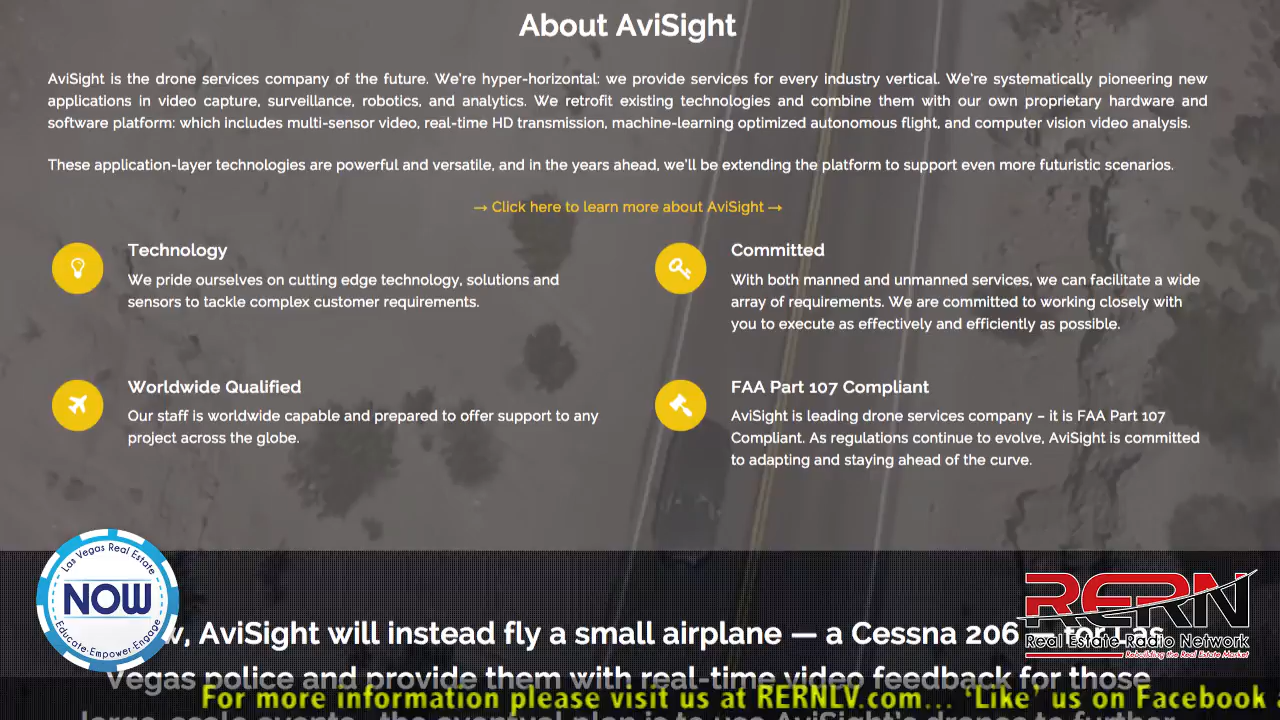 About AviSight
AviSight is the drone services company of the future. We're hyper-horizontal: we provide services for every industry vertical. We're systematically pioneering new
applications in video capture, surveillance, robotics, and analytics. We retrofit existing technologies and combine them with our own proprietary hardware and
software platform: which includes multi-sensor video, real-time HD transmission, machine-learning optimized autonomous flight, and computer vision video analysis.
These application-layer technologies are powerful and versatile, and in the years ahead, we'll be extending the platform to support even more futuristic scenarios.
→ Click here to learn more about AviSight →
Technology
We pride ourselves on cutting edge technology, solutions and
sensors to tackle complex customer requirements.
Committed
With both manned and unmanned services, we can facilitate a wide
array of requirements. We are committed to working closely with
you to execute as effectively and efficiently as possible.
Worldwide Qualified
Our staff is worldwide capable and prepared to offer support to any
project across the globe.
FAA Part 107 Compliant
AviSight is leading drone services company – it is FAA Part 107
Compliant. As regulations continue to evolve, AviSight is committed
to adapting and staying ahead of the curve.
Las Vegas Real Estate
NOW
Educate·Empower·Engage
RERN
Real Estate Radio Network
Rebuilding the Real Estate Market
AviSight will instead fly a small airplane — a Cessna 206
Vegas police and provide them with real-time video feedback for those
large-scale events, the eventual plan is to use AviSight's drones to further
For more information please visit us at RERNLV.com... 'Like' us on Facebook